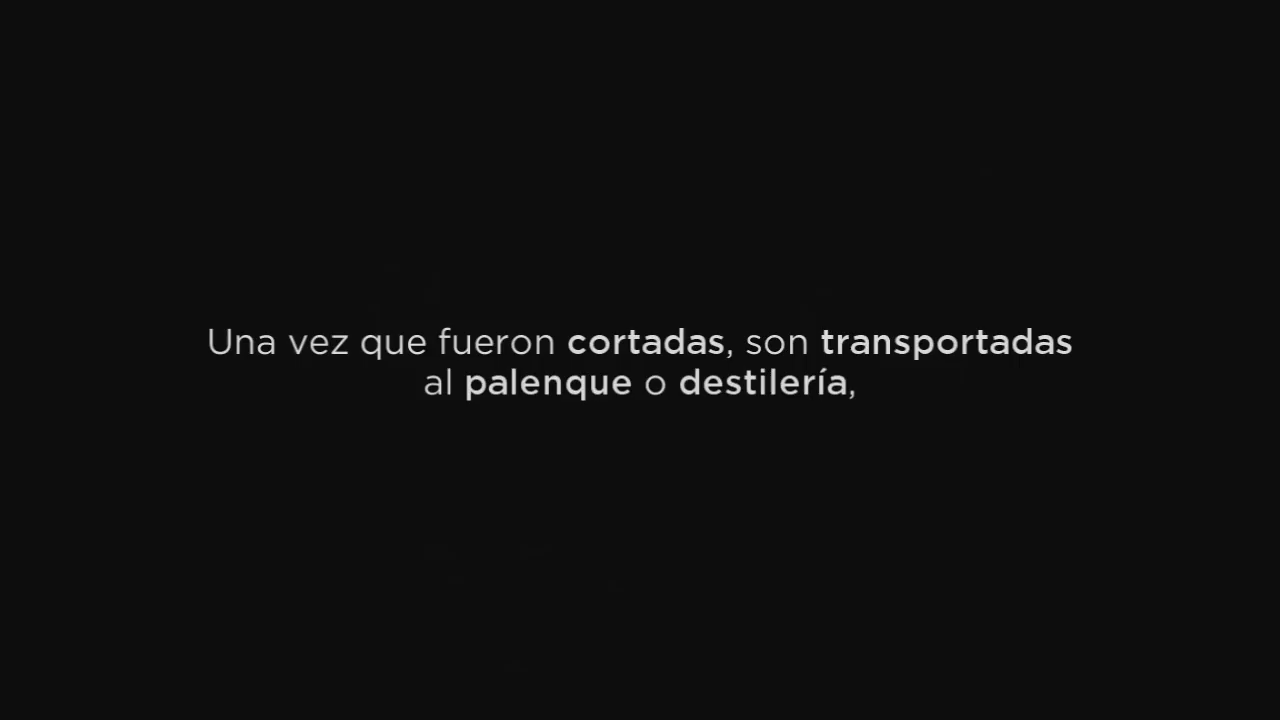 Una vez que fueron cortadas, son transportadas
al palenque o destilería,